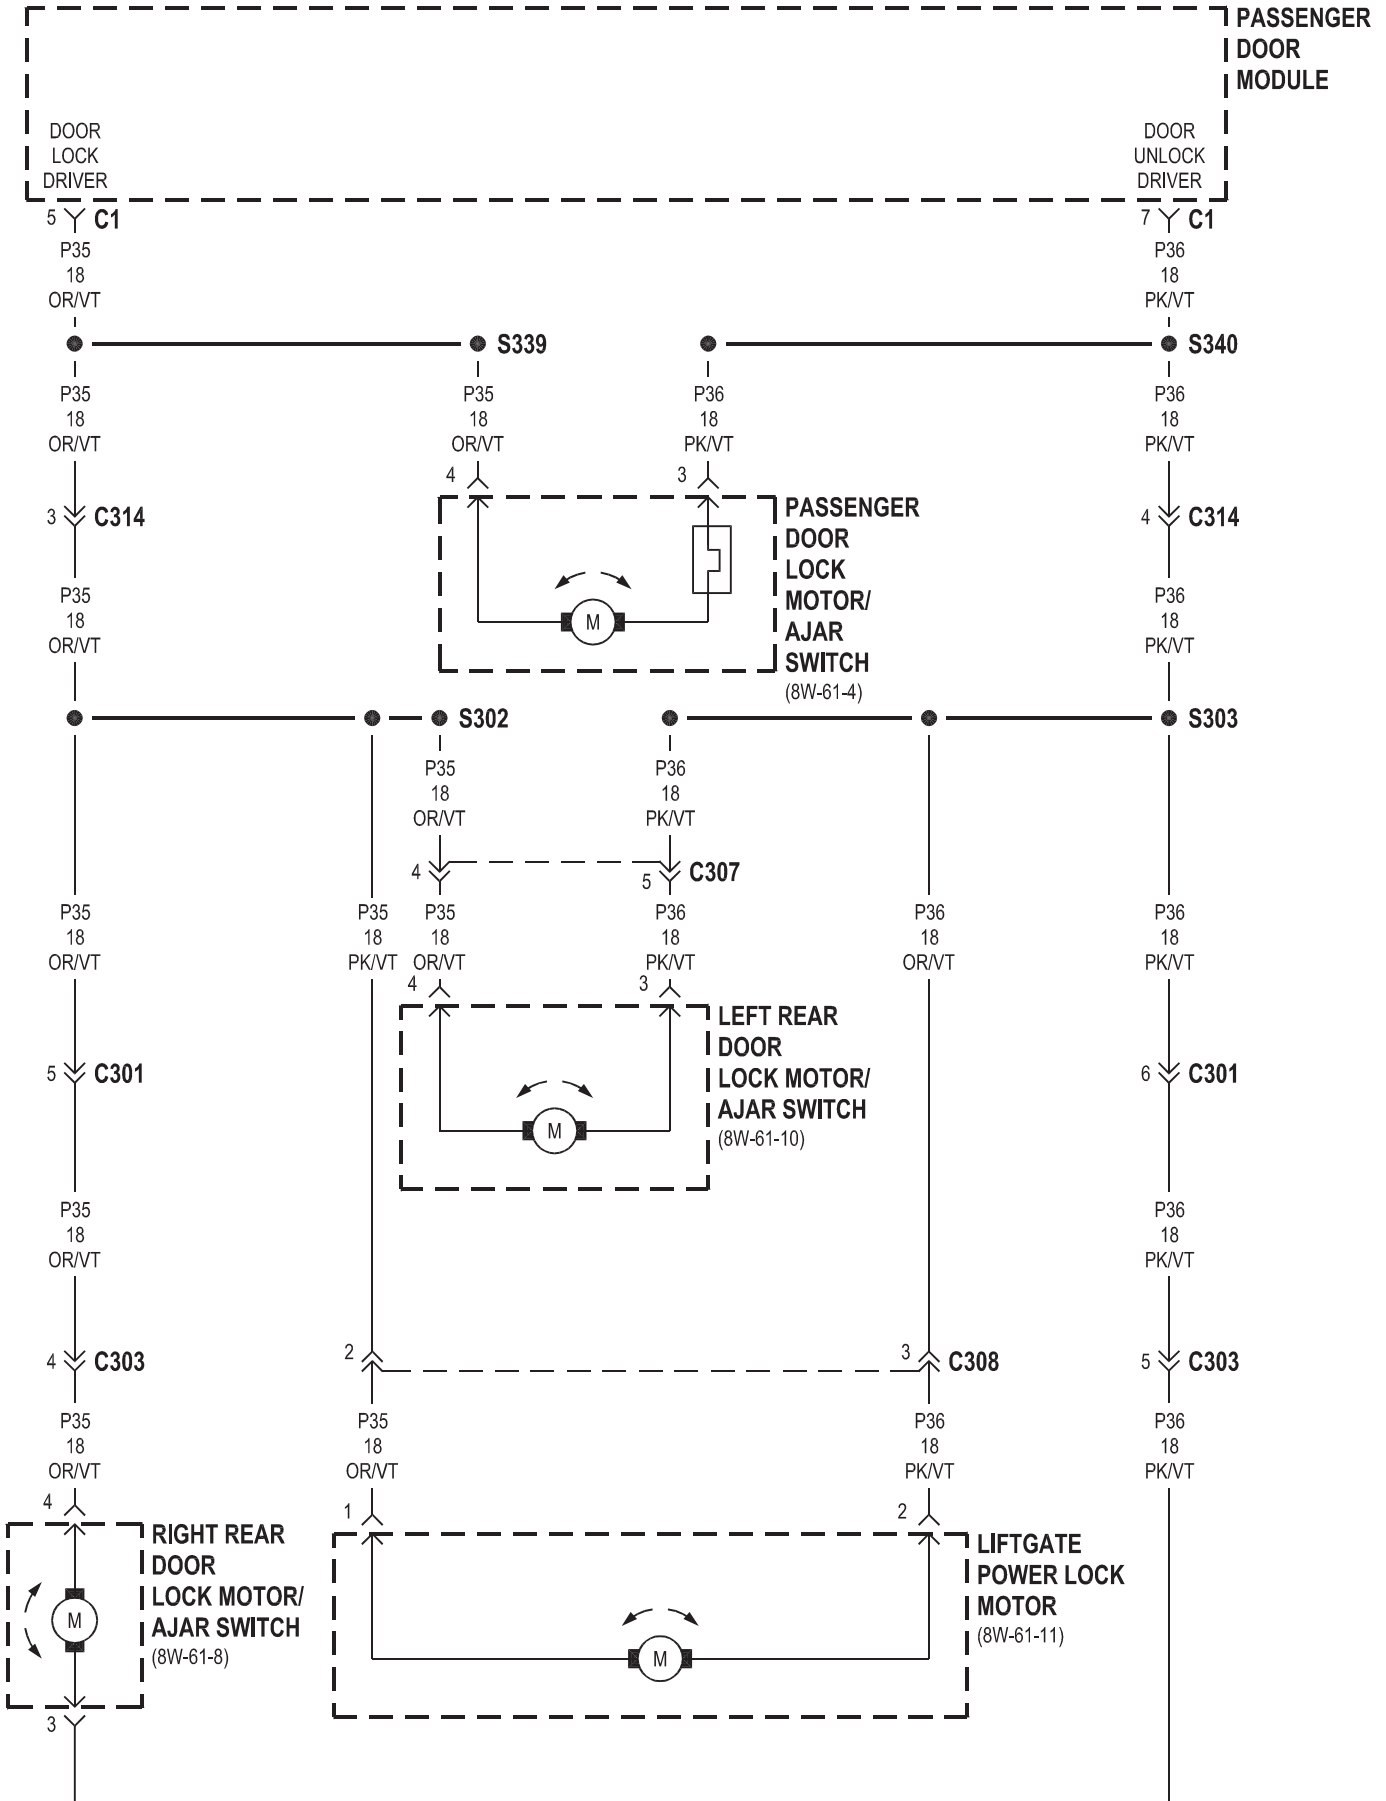 PASSENGER
DOOR
MODULE
DOOR
LOCK
DRIVER
DOOR
UNLOCK
DRIVER
5 C1
7 C1
P35
18
OR/VT
P36
18
PK/VT
S339
S340
P35
18
OR/VT
P35
18
OR/VT
P36
18
PK/VT
P36
18
PK/VT
4
3
3 C314
PASSENGER
DOOR
LOCK
MOTOR/
AJAR
SWITCH
(8W-61-4)
M
4 C314
P35
18
OR/VT
P36
18
PK/VT
S302
S303
P35
18
OR/VT
P36
18
PK/VT
4
5 C307
P35
18
OR/VT
P35
18
PK/VT
P35
18
OR/VT
P36
18
PK/VT
P36
18
OR/VT
P36
18
PK/VT
4
3
LEFT REAR
DOOR
LOCK MOTOR/
AJAR SWITCH
(8W-61-10)
M
5 C301
6 C301
P35
18
OR/VT
P36
18
PK/VT
4 C303
2
3 C308
5 C303
P35
18
OR/VT
P35
18
OR/VT
P36
18
PK/VT
P36
18
PK/VT
4
1
2
RIGHT REAR
DOOR
LOCK MOTOR/
AJAR SWITCH
(8W-61-8)
M
LIFTGATE
POWER LOCK
MOTOR
(8W-61-11)
M
3